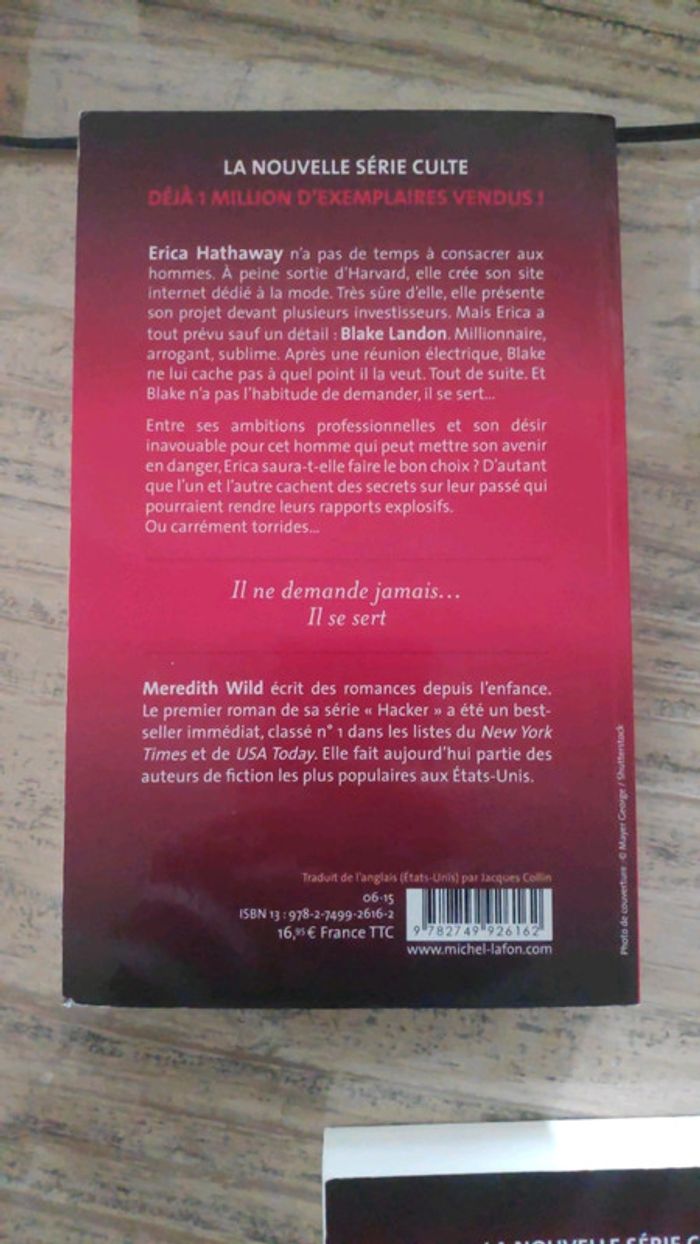 LA NOUVELLE SÉRIE CULTE
DÉJÀ 1 MILLION D'EXEMPLAIRES VENDUS !
Erica Hathaway n'a pas de temps à consacrer aux
hommes. À peine sortie d'Harvard, elle crée son site
internet dédié à la mode. Très sûre d'elle, elle présente
son projet devant plusieurs investisseurs. Mais Erica a
tout prévu sauf un détail : Blake Landon. Millionnaire,
arrogant, sublime. Après une réunion électrique, Blake
ne lui cache pas à quel point il la veut. Tout de suite. Et
Blake n'a pas l'habitude de demander, il se sert...
Entre ses ambitions professionnelles et son désir
inavouable pour cet homme qui peut mettre son avenir
en danger, Erica saura-t-elle faire le bon choix ? D'autant
que l'un et l'autre cachent des secrets sur leur passé qui
pourraient rendre leurs rapports explosifs.
Ou carrément torrides...
Il ne demande jamais...
Il se sert
Meredith Wild écrit des romances depuis l'enfance.
Le premier roman de sa série « Hacker » a été un best-
seller immédiat, classé n° 1 dans les listes du New York
Times et de USA Today. Elle fait aujourd'hui partie des
auteurs de fiction les plus populaires aux États-Unis.
Traduit de l'anglais (États-Unis) par Jacques Collin
06-15
ISBN 13 : 978-2-7499-2616-2
16,95 € France TTC
9 782749 926162
www.michel-lafon.com
Photo de couverture : © Mayer George / Shutterstock
LA NOUVELLE SÉRIE C